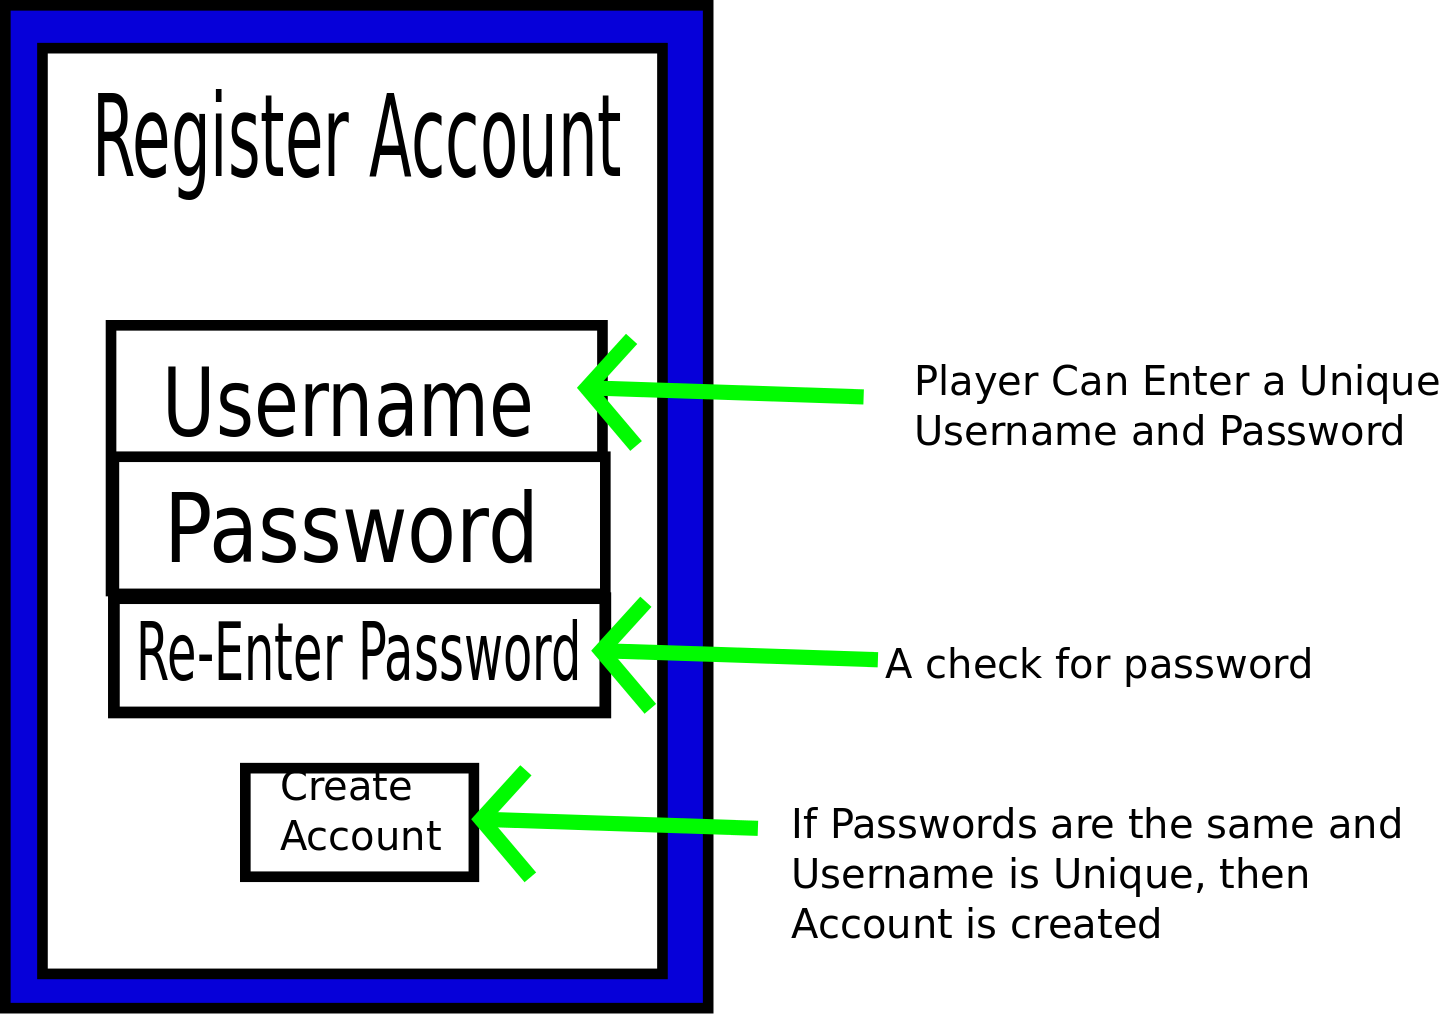 Register Account
Username
Player Can Enter a Unique
Username and Password
Password
Re-Enter Password
A check for password
Create
Account
If Passwords are the same and
Username is Unique, then
Account is created